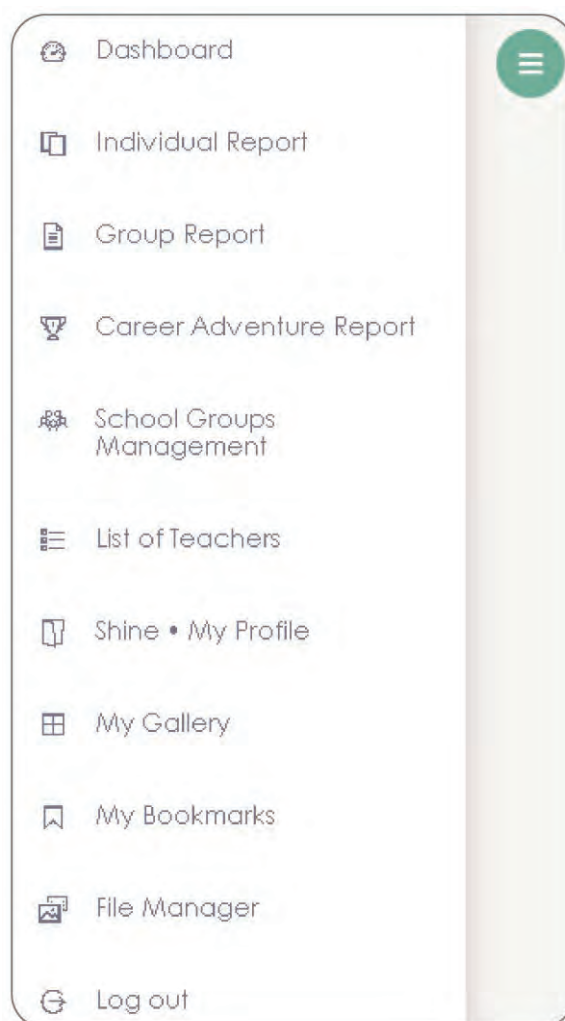 Dashboard
Individual Report
Group Report
Career Adventure Report
School Groups
Management
List of Teachers
Shine • My Profile
My Gallery
My Bookmarks
File Manager
Log out